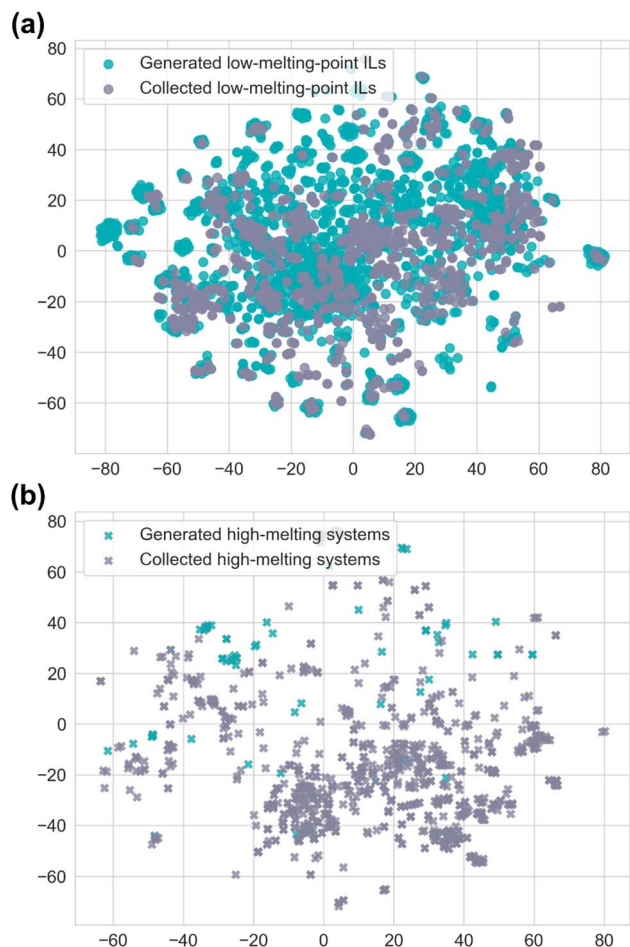 (a)
80
Generated low-melting-point ILs
Collected low-melting-point ILs
60
40
20
0
−20
−40
−60
−80 −60 −40 −20 0 20 40 60 80
(b)
80
Generated high-melting systems
Collected high-melting systems
60
40
20
0
−20
−40
−60
−60 −40 −20 0 20 40 60 80